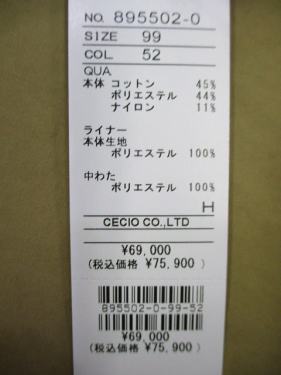 NO. 895502-0
SIZE 99
COL. 52
QUA
本体 コットン 45%
ポリエステル 44%
ナイロン 11%
ライナー
本体生地
ポリエステル 100%
中わた
ポリエステル 100%
H
CECIO CO.,LTD
¥69,000
(税込価格 ¥75,900)
895502-0-99-52
¥69,000
(税込価格 ¥75,900)